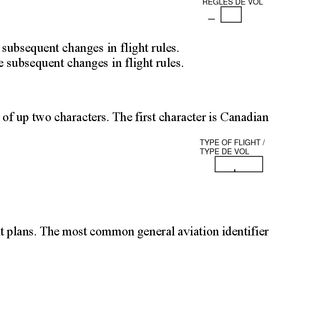 RÈGLES DE VOL
–
subsequent changes in flight rules.
subsequent changes in flight rules.
of up two characters. The first character is Canadian
TYPE OF FLIGHT /
TYPE DE VOL
plans. The most common general aviation identifier